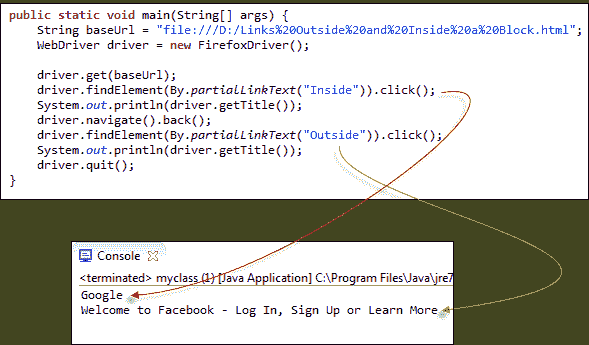 public static void main(String[] args) {
String baseUrl = "file:///D:/Links%20Outside%20and%20Inside%20a%20Block.html";
WebDriver driver = new FirefoxDriver();
driver.get(baseUrl);
driver.findElement(By.partialLinkText("Inside")).click();
System.out.println(driver.getTitle());
driver.navigate().back();
driver.findElement(By.partialLinkText("Outside")).click();
System.out.println(driver.getTitle());
driver.quit();
}
Console
<terminated> myclass (1) [Java Application] C:\Program Files\Java\jre7
Google
Welcome to Facebook - Log In, Sign Up or Learn More